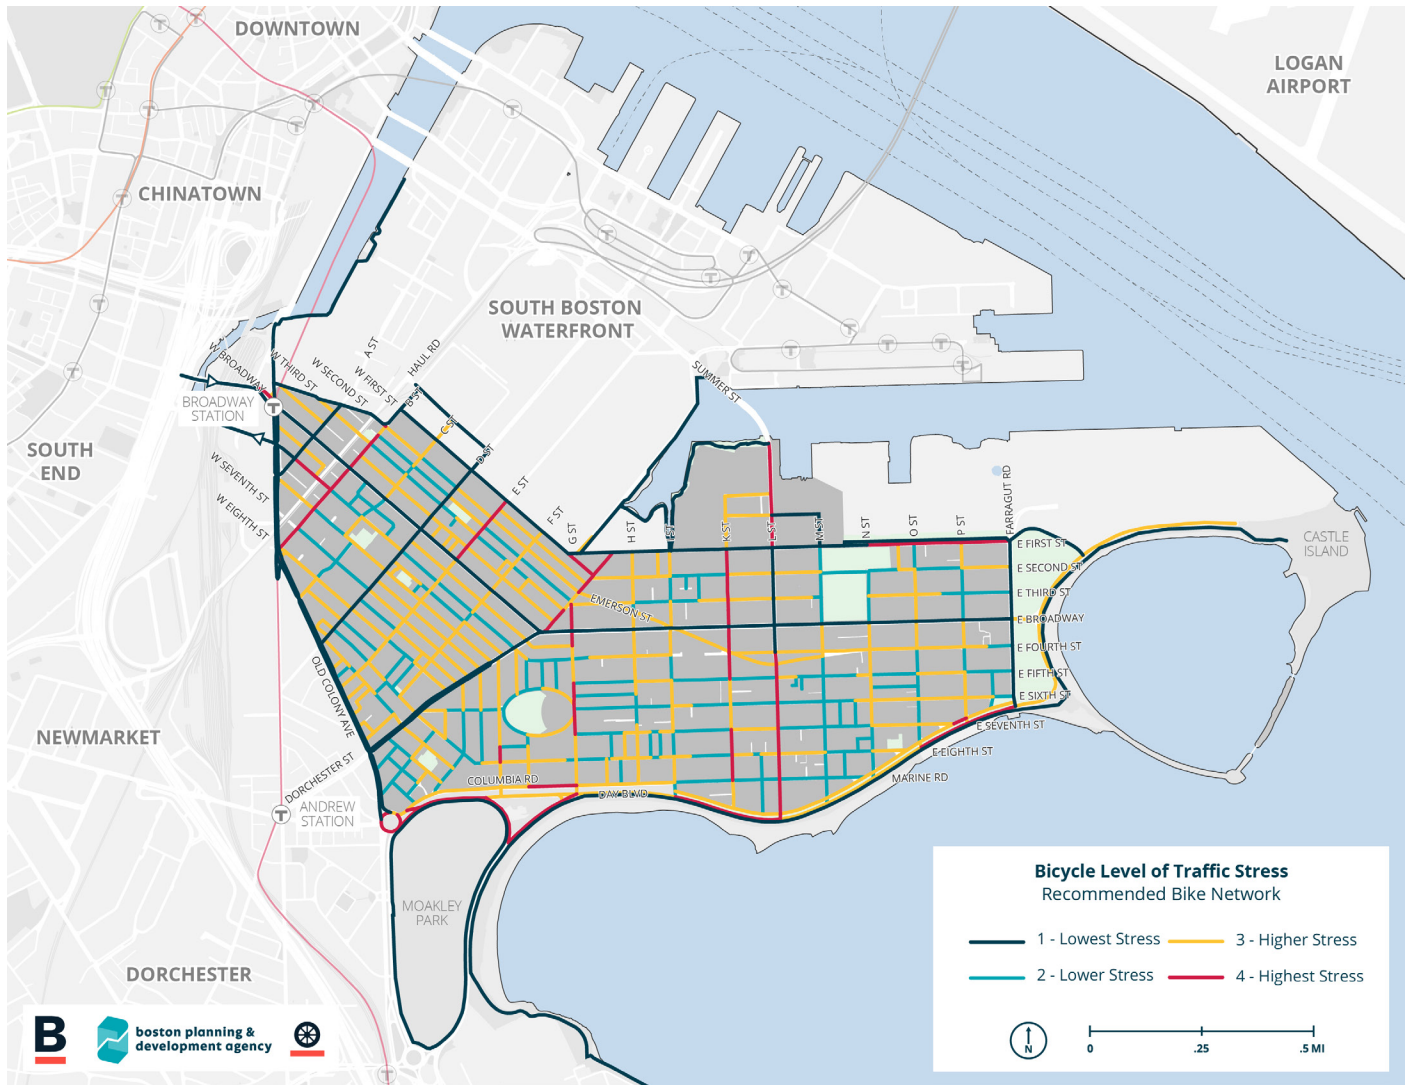 DOWNTOWN
LOGAN
AIRPORT
CHINATOWN
SOUTH BOSTON
WATERFRONT
A ST
HAUL RD
W BROADWAY
W THIRD ST
W SECOND ST
W FIRST ST
B ST
C ST
D ST
E ST
F ST
G ST
H ST
I ST
K ST
L ST
M ST
N ST
O ST
P ST
FARRAGUT RD
SUMMER ST
BROADWAY
STATION
T
SOUTH
END
W SEVENTH ST
W EIGHTH ST
E FIRST ST
E SECOND ST
E THIRD ST
E BROADWAY
E FOURTH ST
E FIFTH ST
E SIXTH ST
E SEVENTH ST
E EIGHTH ST
MARINE RD
CASTLE
ISLAND
EMERSON ST
OLD COLONY AVE
NEWMARKET
DORCHESTER ST
COLUMBIA RD
DAY BLVD
T
ANDREW
STATION
MOAKLEY
PARK
DORCHESTER
B
boston planning &
development agency
Bicycle Level of Traffic Stress
Recommended Bike Network
1 - Lowest Stress
3 - Higher Stress
2 - Lower Stress
4 - Highest Stress
N
0
.25
.5 MI